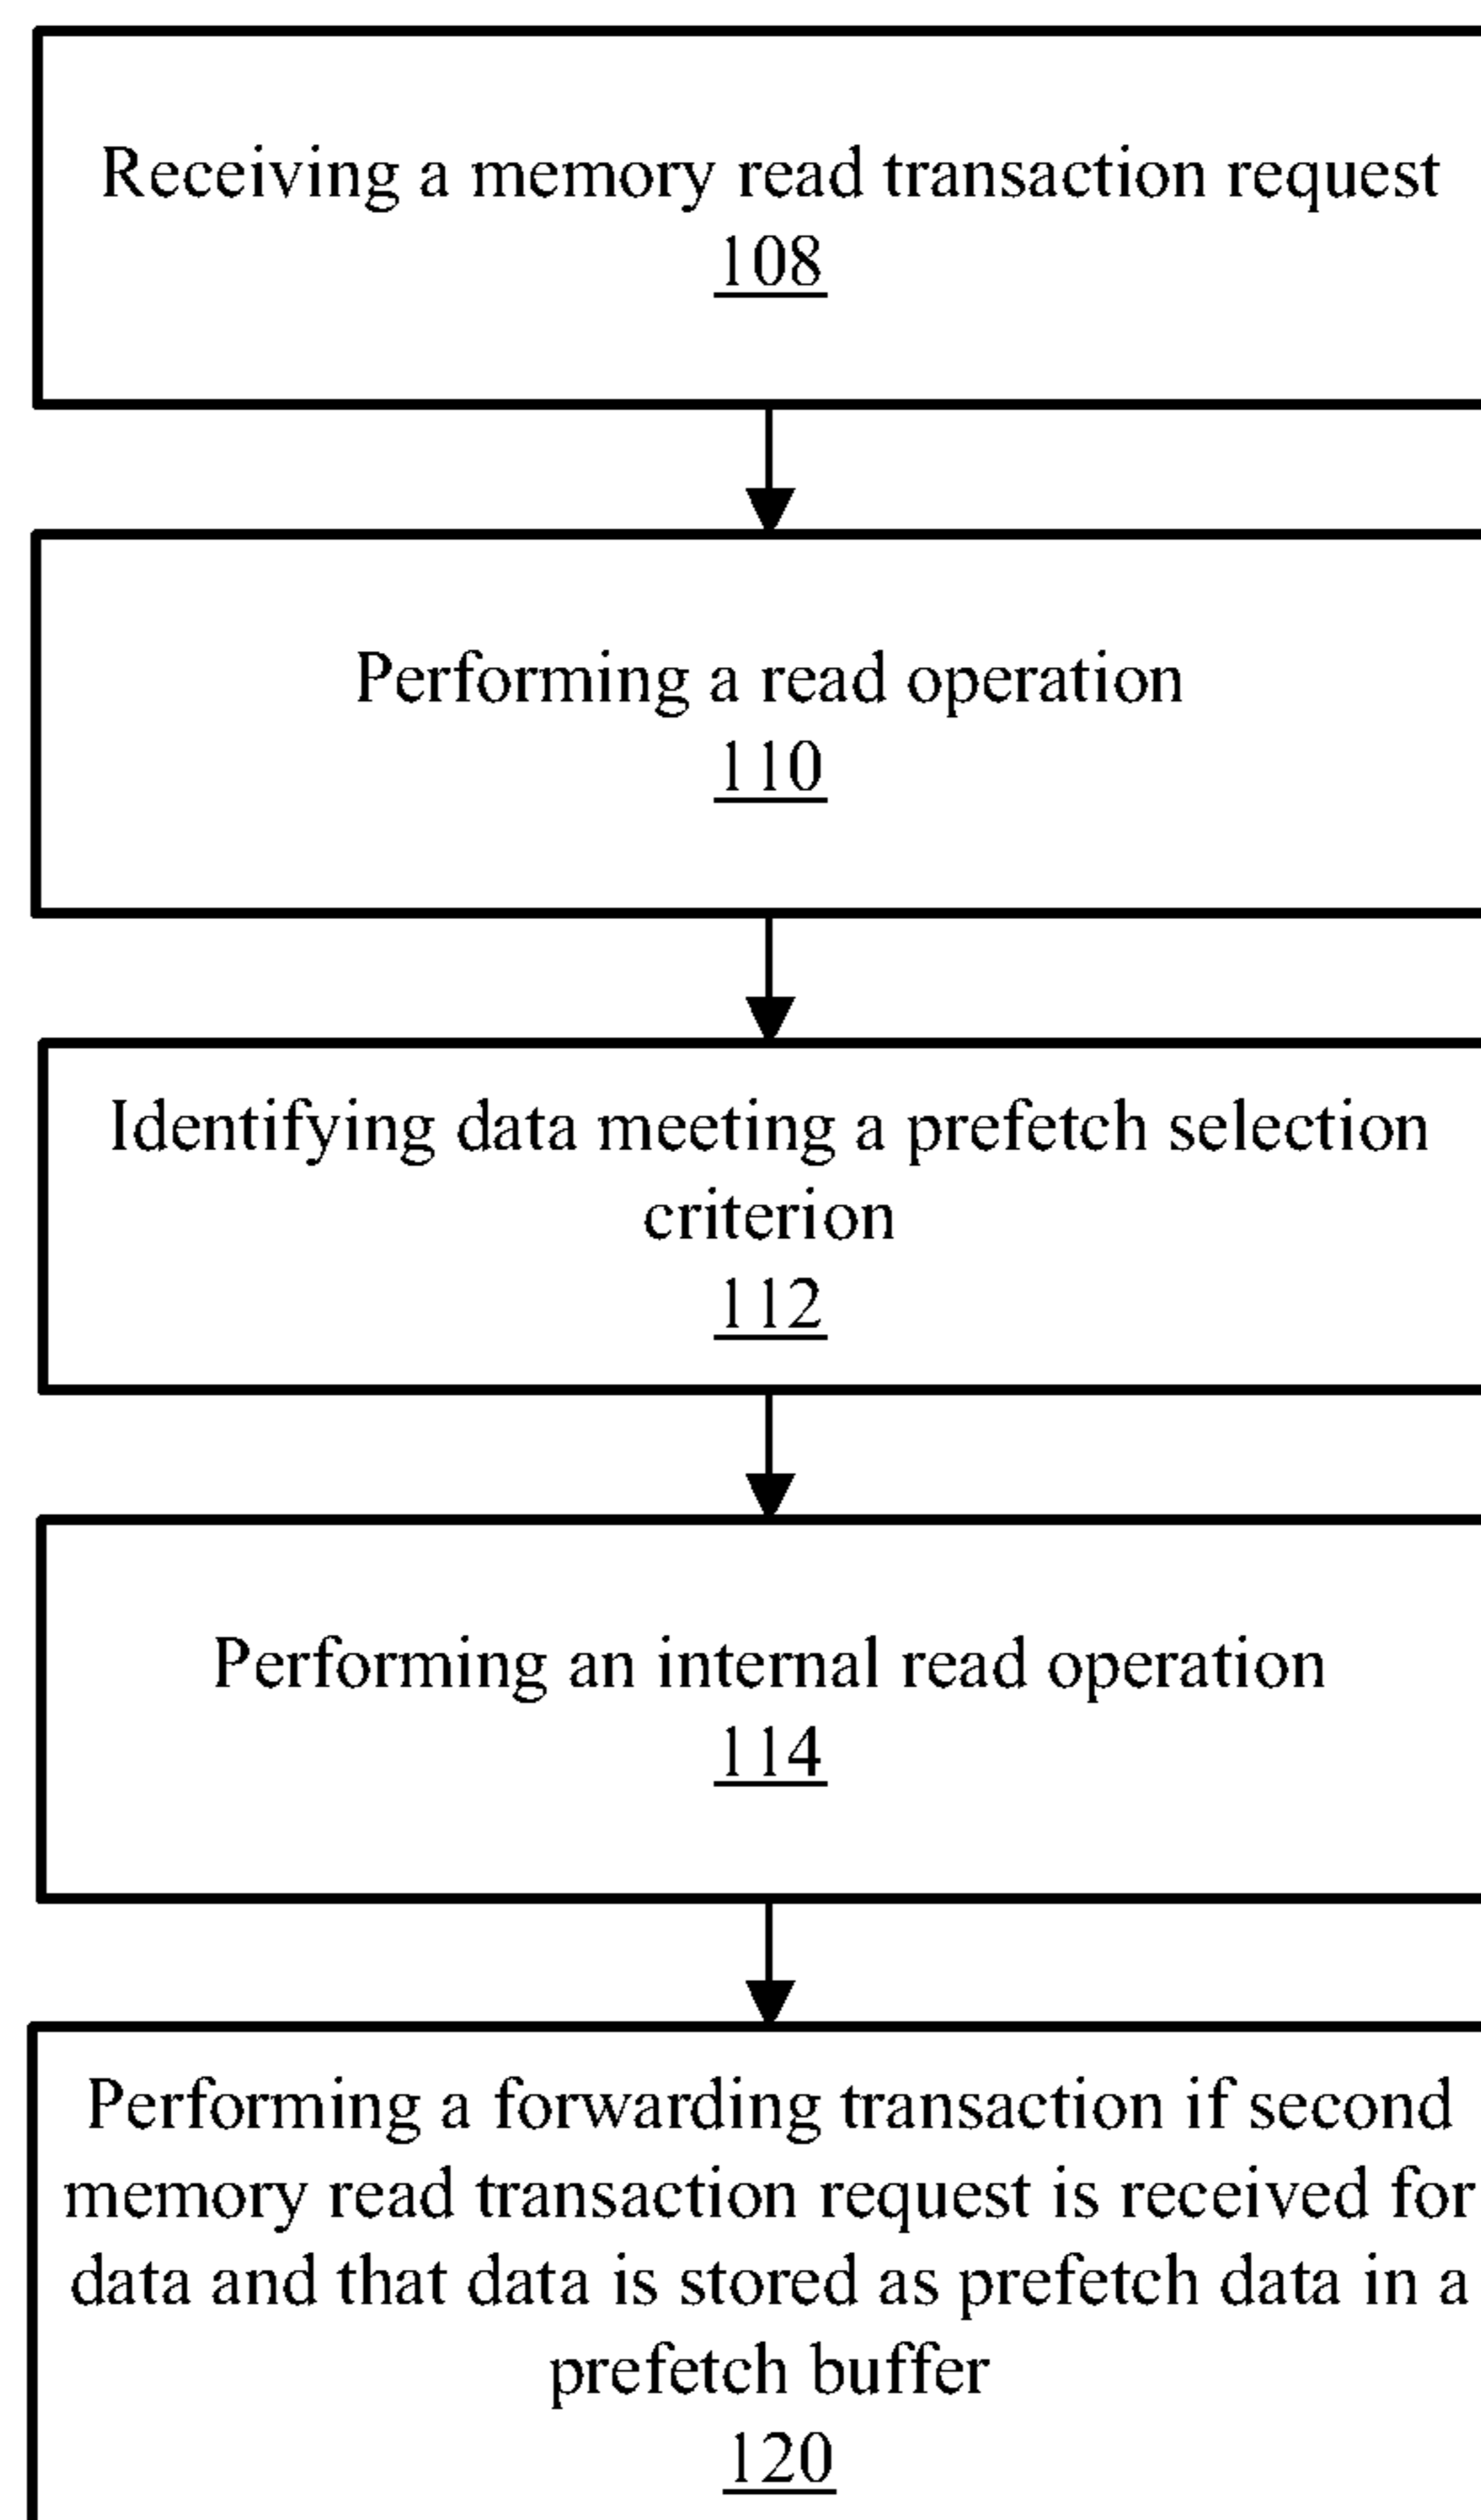 Receiving a memory read transaction request
108
Performing a read operation
110
Identifying data meeting a prefetch selection
criterion
112
Performing an internal read operation
114
Performing a forwarding transaction if second
memory read transaction request is received for
data and that data is stored as prefetch data in a
prefetch buffer
120